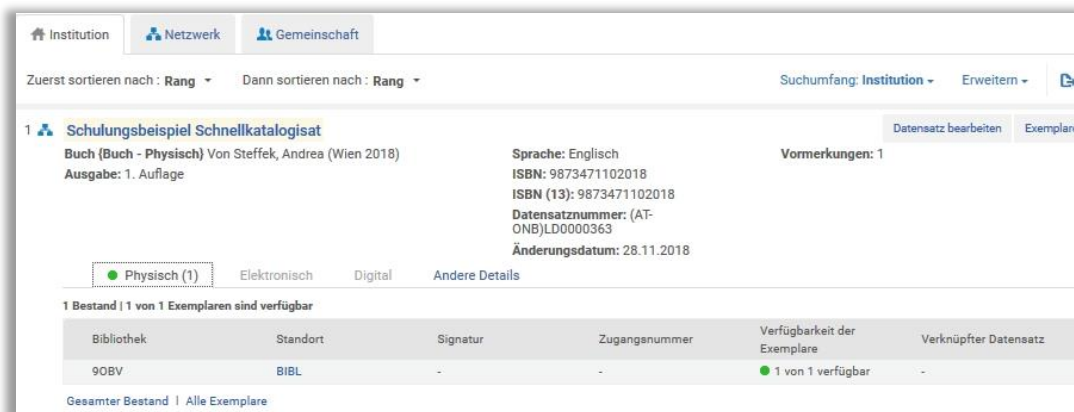 Institution Netzwerk Gemeinschaft
Zuerst sortieren nach : Rang Dann sortieren nach : Rang Suchumfang: Institution Erweitern
1 Schulungsbeispiel Schnellkatalogisat Datensatz bearbeiten Exemplare
Buch {Buch - Physisch} Von Steffek, Andrea (Wien 2018) Sprache: Englisch Vormerkungen: 1
Ausgabe: 1. Auflage ISBN: 9873471102018
ISBN (13): 9873471102018
Datensatznummer: (AT-
ONB)LD0000363
Änderungsdatum: 28.11.2018
Physisch (1) Elektronisch Digital Andere Details
1 Bestand | 1 von 1 Exemplaren sind verfügbar
Bibliothek Standort Signatur Zugangsnummer Verfügbarkeit der Exemplare Verknüpfter Datensatz
9OBV BIBL - - 1 von 1 verfügbar -
Gesamter Bestand | Alle Exemplare